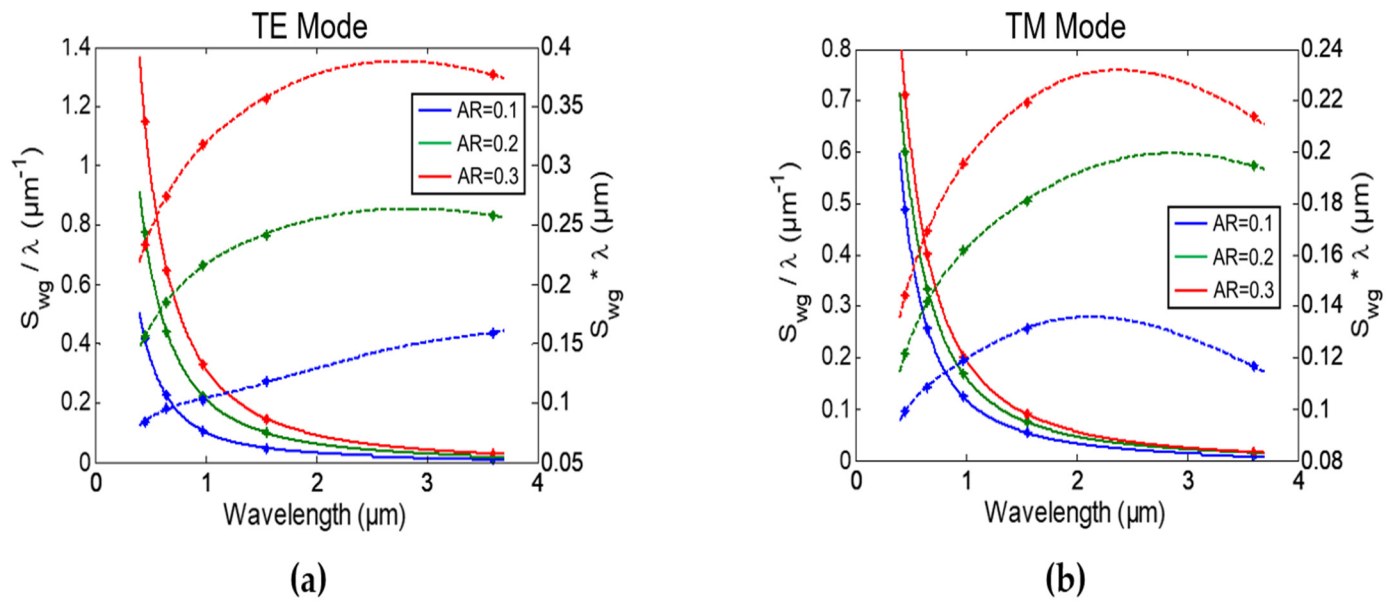 TE Mode
1.4
1.2
1
0.8
0.6
0.4
0.2
0
S_wg / λ (µm⁻¹)
0.4
0.35
0.3
0.25
0.2
0.15
0.1
0.05
S_wg * λ (µm)
AR=0.1
AR=0.2
AR=0.3
0 1 2 3 4
Wavelength (µm)
(a)
TM Mode
0.8
0.7
0.6
0.5
0.4
0.3
0.2
0.1
0
S_wg / λ (µm⁻¹)
0.24
0.22
0.2
0.18
0.16
0.14
0.12
0.1
0.08
S_wg * λ (µm)
AR=0.1
AR=0.2
AR=0.3
0 1 2 3 4
Wavelength (µm)
(b)